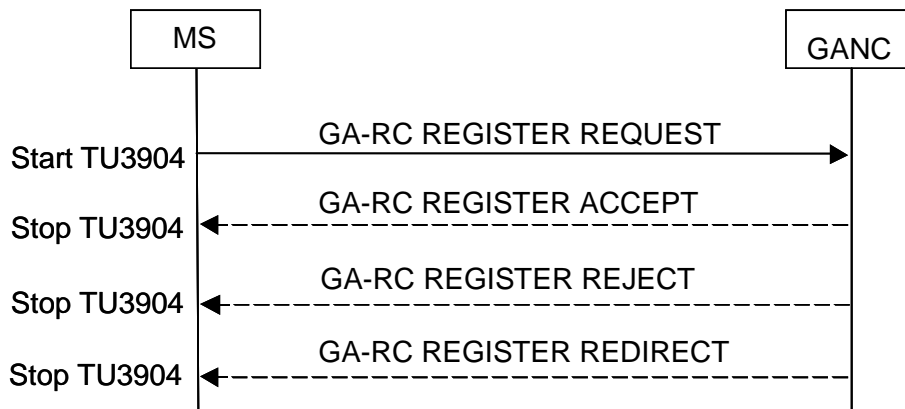 MS
GANC
GA-RC REGISTER REQUEST
Start TU3904
GA-RC REGISTER ACCEPT
Stop TU3904
GA-RC REGISTER REJECT
Stop TU3904
GA-RC REGISTER REDIRECT
Stop TU3904